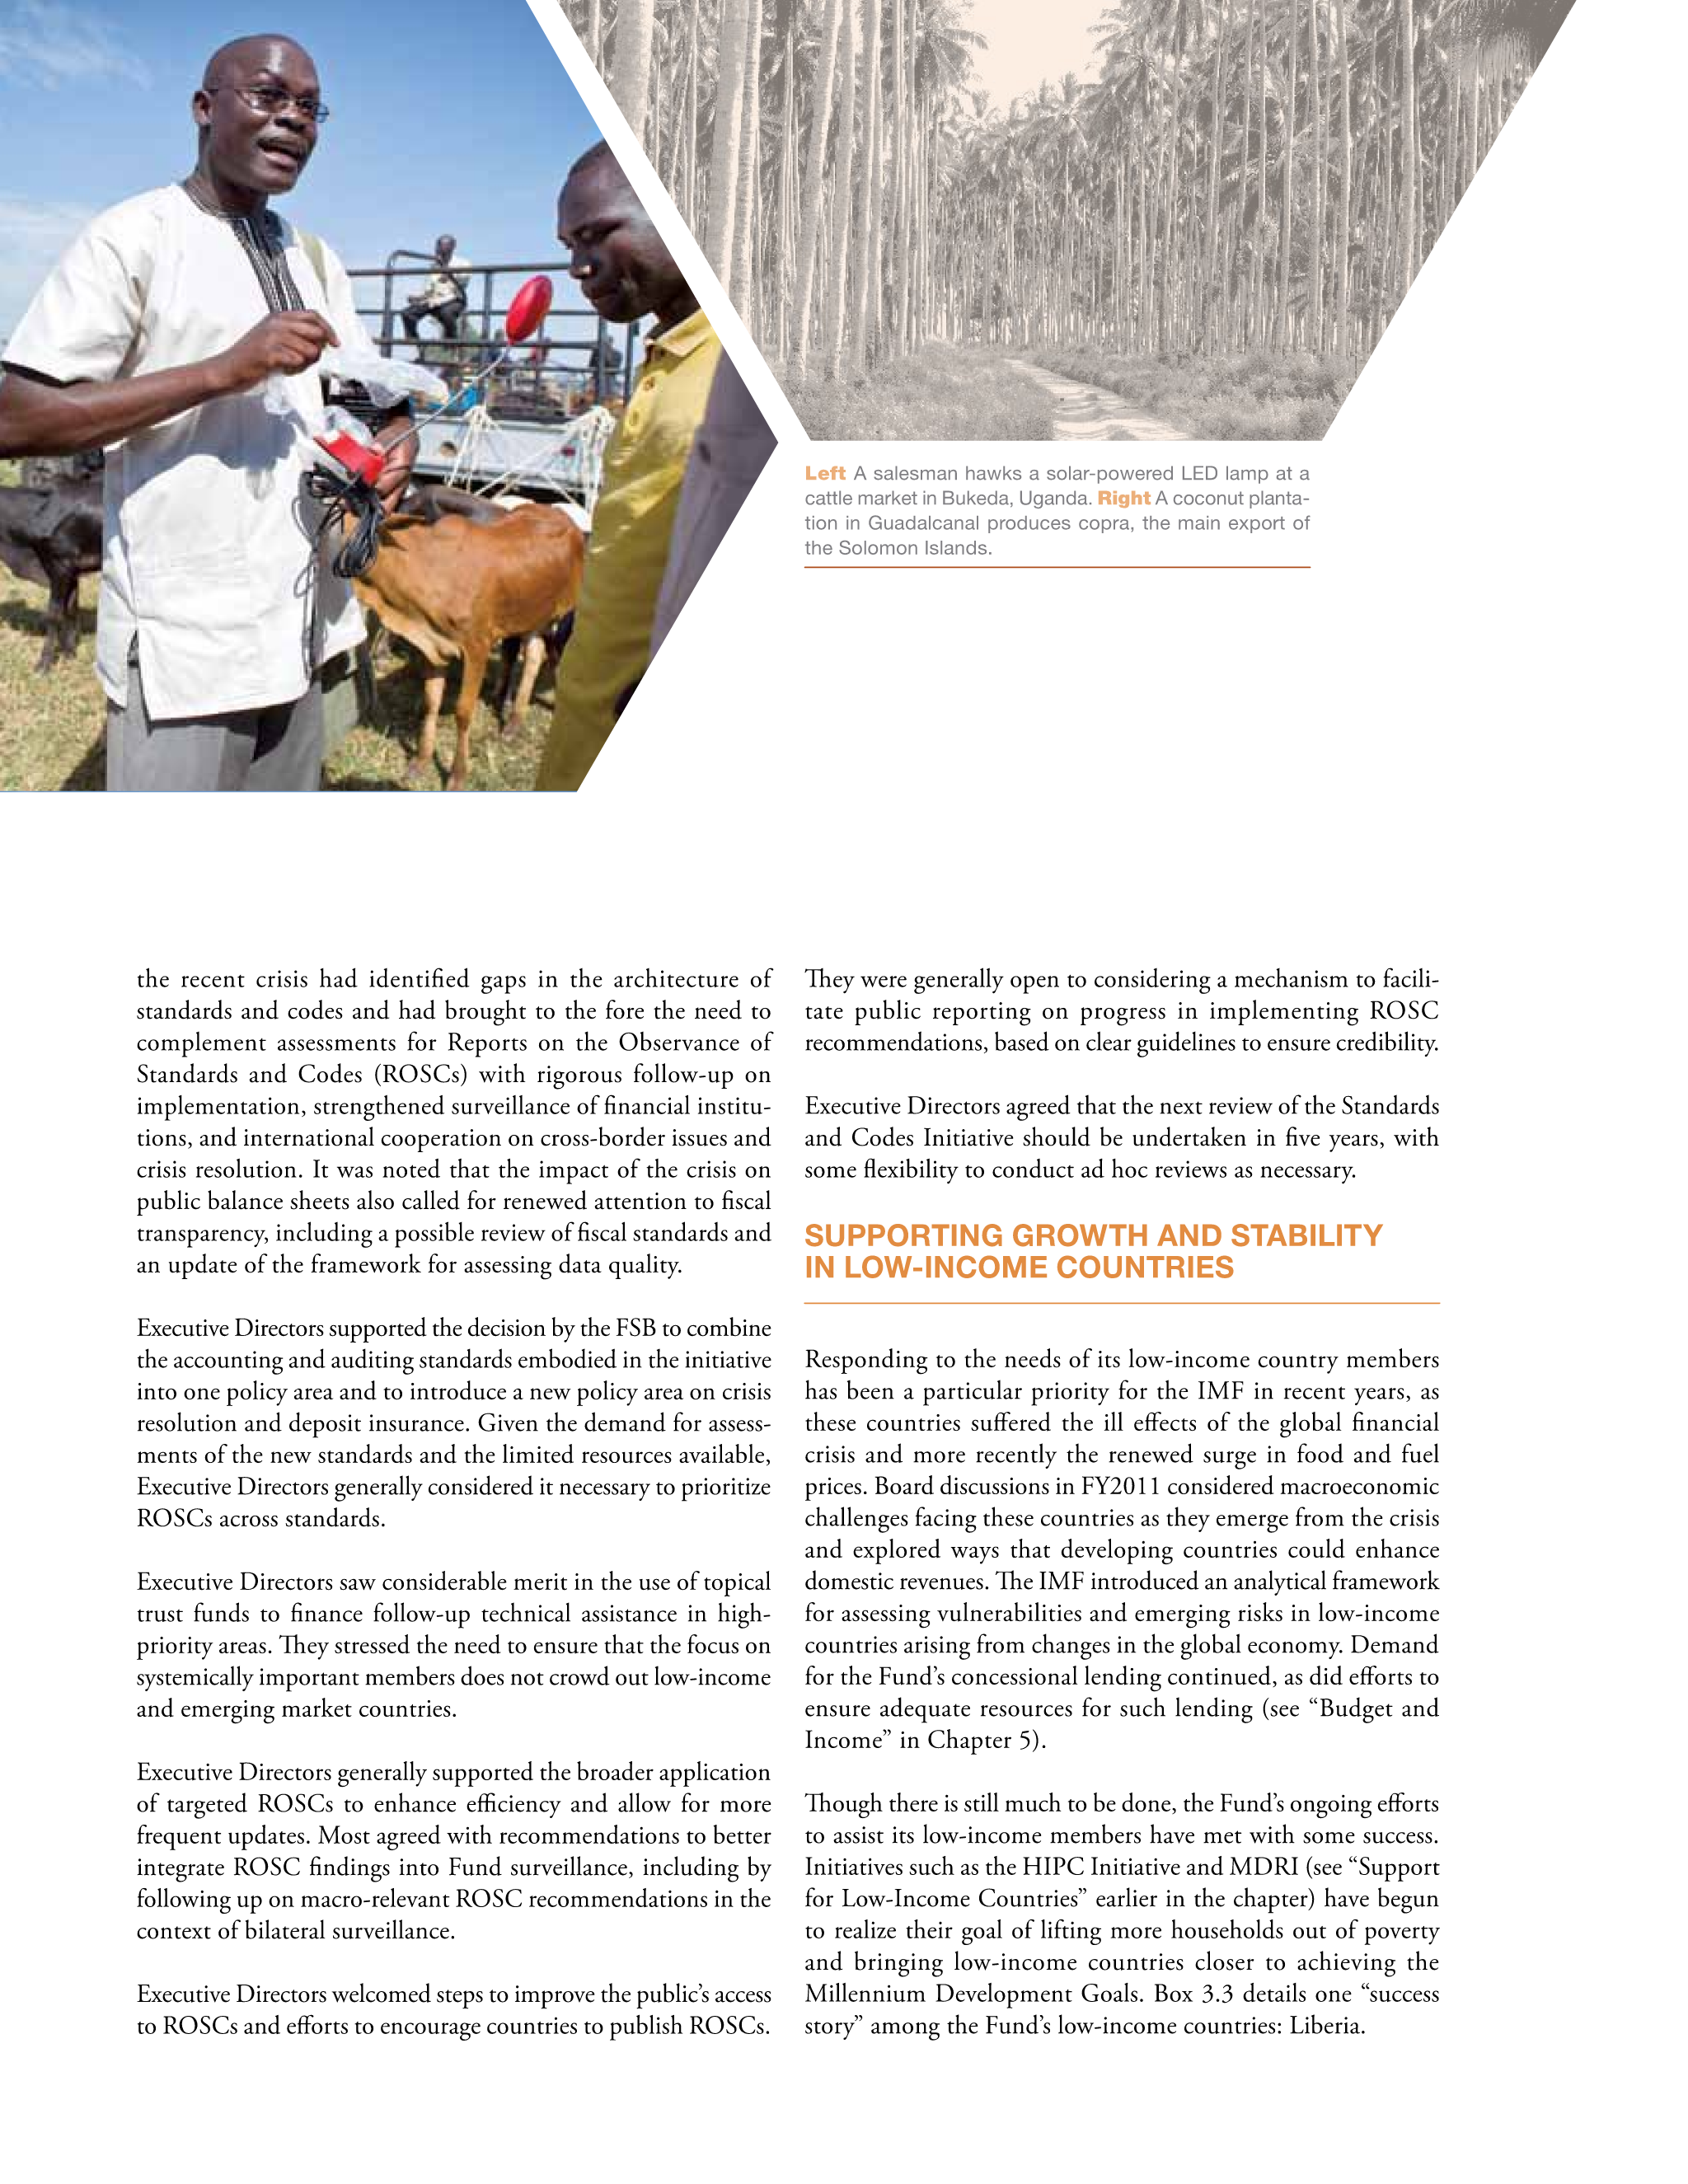 Left A salesman hawks a solar-powered LED lamp at a
cattle market in Bukeda, Uganda. Right A coconut planta-
tion in Guadalcanal produces copra, the main export of
the Solomon Islands.
the recent crisis had identified gaps in the architecture of
standards and codes and had brought to the fore the need to
complement assessments for Reports on the Observance of
Standards and Codes (ROSCs) with rigorous follow-up on
implementation, strengthened surveillance of financial institu-
tions, and international cooperation on cross-border issues and
crisis resolution. It was noted that the impact of the crisis on
public balance sheets also called for renewed attention to fiscal
transparency, including a possible review of fiscal standards and
an update of the framework for assessing data quality.
Executive Directors supported the decision by the FSB to combine
the accounting and auditing standards embodied in the initiative
into one policy area and to introduce a new policy area on crisis
resolution and deposit insurance. Given the demand for assess-
ments of the new standards and the limited resources available,
Executive Directors generally considered it necessary to prioritize
ROSCs across standards.
Executive Directors saw considerable merit in the use of topical
trust funds to finance follow-up technical assistance in high-
priority areas. They stressed the need to ensure that the focus on
systemically important members does not crowd out low-income
and emerging market countries.
Executive Directors generally supported the broader application
of targeted ROSCs to enhance efficiency and allow for more
frequent updates. Most agreed with recommendations to better
integrate ROSC findings into Fund surveillance, including by
following up on macro-relevant ROSC recommendations in the
context of bilateral surveillance.
Executive Directors welcomed steps to improve the public’s access
to ROSCs and efforts to encourage countries to publish ROSCs.
They were generally open to considering a mechanism to facili-
tate public reporting on progress in implementing ROSC
recommendations, based on clear guidelines to ensure credibility.
Executive Directors agreed that the next review of the Standards
and Codes Initiative should be undertaken in five years, with
some flexibility to conduct ad hoc reviews as necessary.
SUPPORTING GROWTH AND STABILITY
IN LOW-INCOME COUNTRIES
Responding to the needs of its low-income country members
has been a particular priority for the IMF in recent years, as
these countries suffered the ill effects of the global financial
crisis and more recently the renewed surge in food and fuel
prices. Board discussions in FY2011 considered macroeconomic
challenges facing these countries as they emerge from the crisis
and explored ways that developing countries could enhance
domestic revenues. The IMF introduced an analytical framework
for assessing vulnerabilities and emerging risks in low-income
countries arising from changes in the global economy. Demand
for the Fund’s concessional lending continued, as did efforts to
ensure adequate resources for such lending (see “Budget and
Income” in Chapter 5).
Though there is still much to be done, the Fund’s ongoing efforts
to assist its low-income members have met with some success.
Initiatives such as the HIPC Initiative and MDRI (see “Support
for Low-Income Countries” earlier in the chapter) have begun
to realize their goal of lifting more households out of poverty
and bringing low-income countries closer to achieving the
Millennium Development Goals. Box 3.3 details one “success
story” among the Fund’s low-income countries: Liberia.